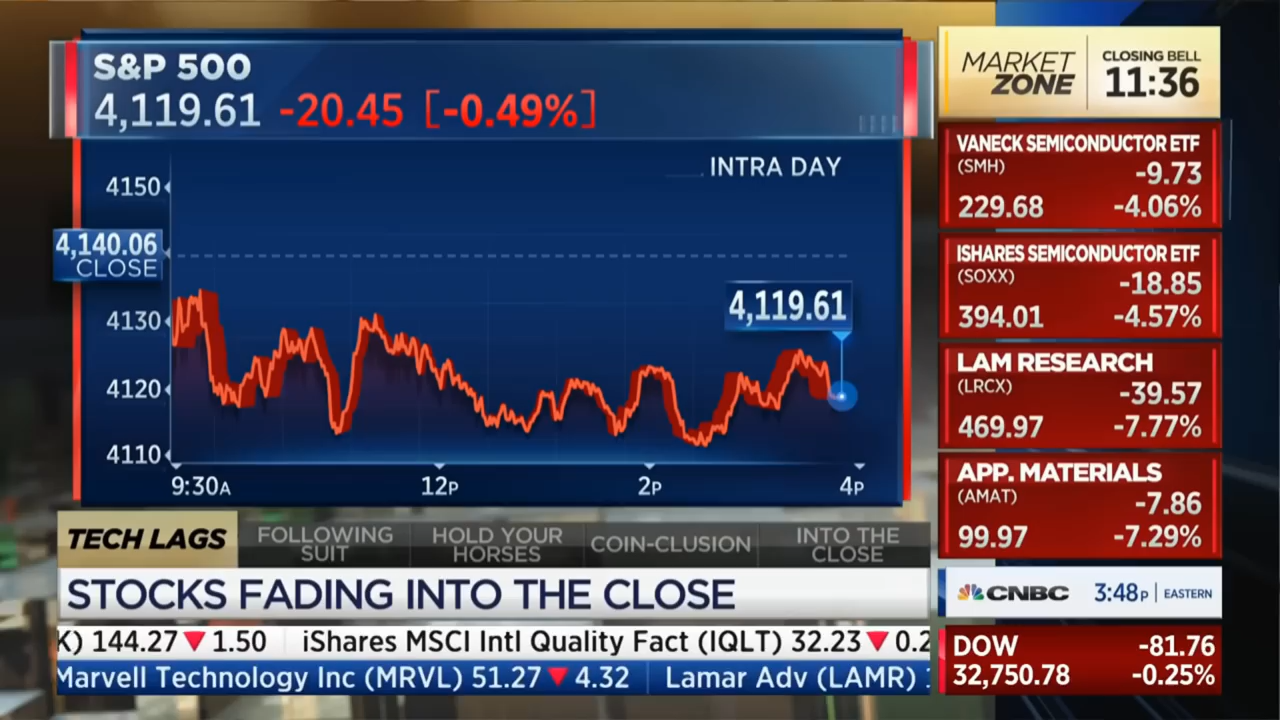 S&P 500
4,119.61 -20.45 [-0.49%]
INTRA DAY
4150
4,140.06
CLOSE
4130
4120
4110
4,119.61
9:30A 12P 2P 4P
MARKET
ZONE
CLOSING BELL
11:36
VANECK SEMICONDUCTOR ETF
(SMH) -9.73
229.68 -4.06%
ISHARES SEMICONDUCTOR ETF
(SOXX) -18.85
394.01 -4.57%
LAM RESEARCH
(LRCX) -39.57
469.97 -7.77%
APP. MATERIALS
(AMAT) -7.86
99.97 -7.29%
TECH LAGS
FOLLOWING
SUIT
HOLD YOUR
HORSES
COIN-CLUSION
INTO THE
CLOSE
STOCKS FADING INTO THE CLOSE
CNBC 3:48P EASTERN
K) 144.27▼1.50 iShares MSCI Intl Quality Fact (IQLT) 32.23▼0.2
Marvell Technology Inc (MRVL) 51.27▼4.32 Lamar Adv (LAMR)
DOW -81.76
32,750.78 -0.25%